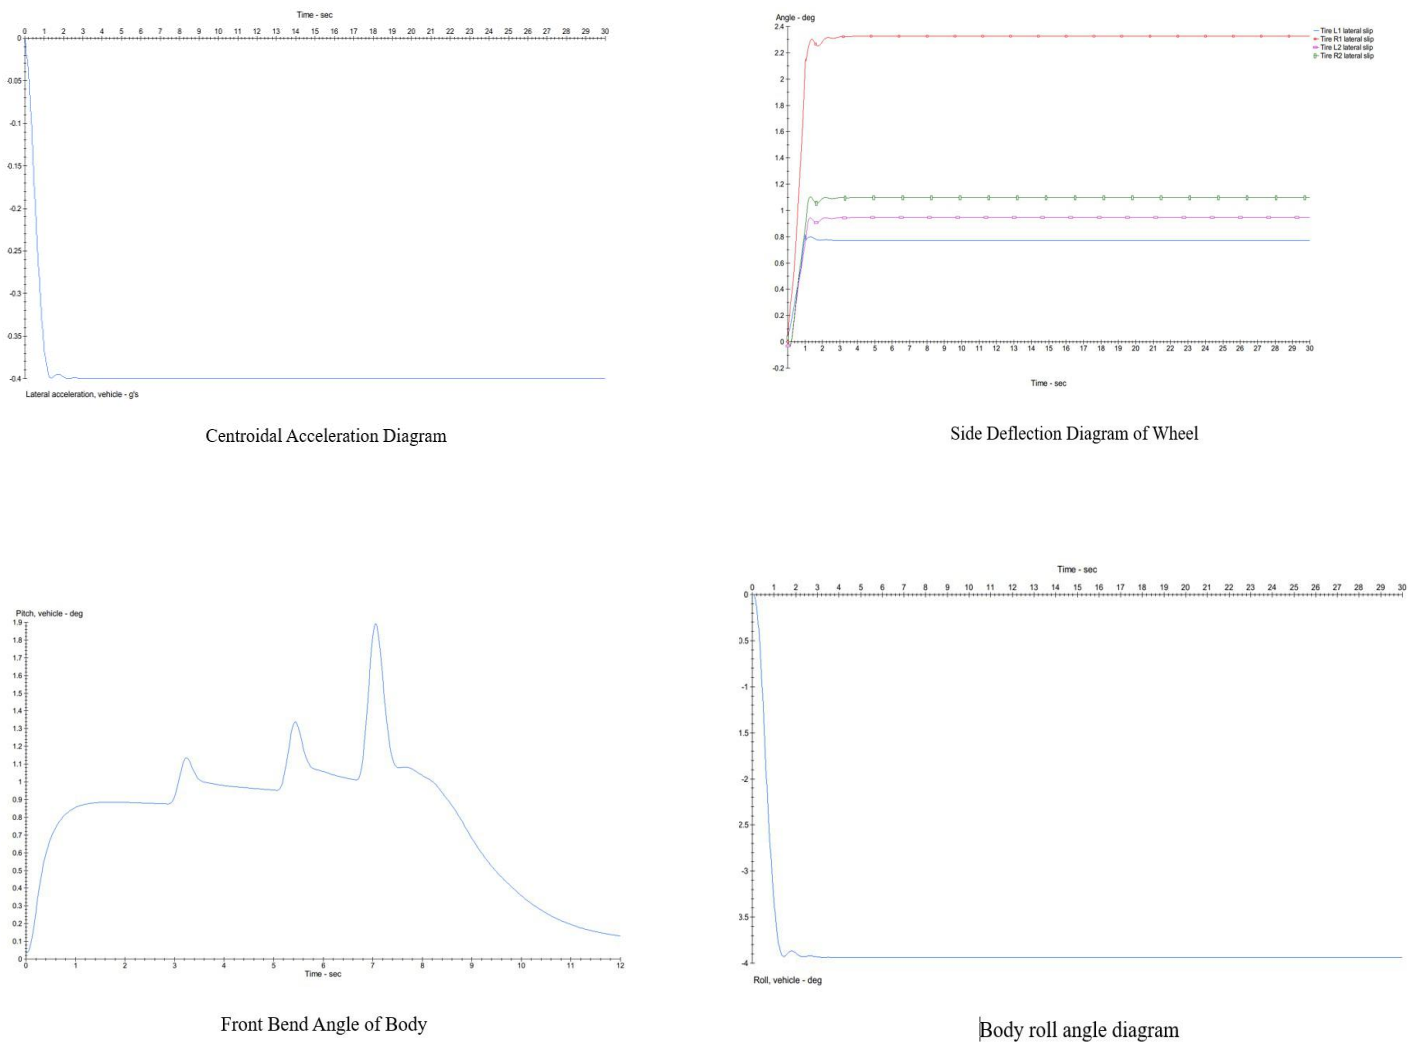 Time - sec
0 1 2 3 4 5 6 7 8 9 10 11 12 13 14 15 16 17 18 19 20 21 22 23 24 25 26 27 28 29 30
0
-0.05
-0.1
-0.15
-0.2
-0.25
-0.3
-0.35
-0.4
Lateral acceleration, vehicle - g's
Centroidal Acceleration Diagram
Angle - deg
2.4
2.2
2
1.8
1.6
1.4
1.2
1
0.8
0.6
0.4
0.2
0
-0.2
1 2 3 4 5 6 7 8 9 10 11 12 13 14 15 16 17 18 19 20 21 22 23 24 25 26 27 28 29 30
Time - sec
Tire L1 lateral slip
Tire R1 lateral slip
Tire L2 lateral slip
Tire R2 lateral slip
Side Deflection Diagram of Wheel
Pitch, vehicle - deg
1.9
1.8
1.7
1.6
1.5
1.4
1.3
1.2
1.1
1
0.9
0.8
0.7
0.6
0.5
0.4
0.3
0.2
0.1
0
0 1 2 3 4 5 6 7 8 9 10 11 12
Time - sec
Front Bend Angle of Body
Time - sec
0 1 2 3 4 5 6 7 8 9 10 11 12 13 14 15 16 17 18 19 20 21 22 23 24 25 26 27 28 29 30
0
0.5
-1
1.5
-2
2.5
-3
3.5
-4
Roll, vehicle - deg
Body roll angle diagram